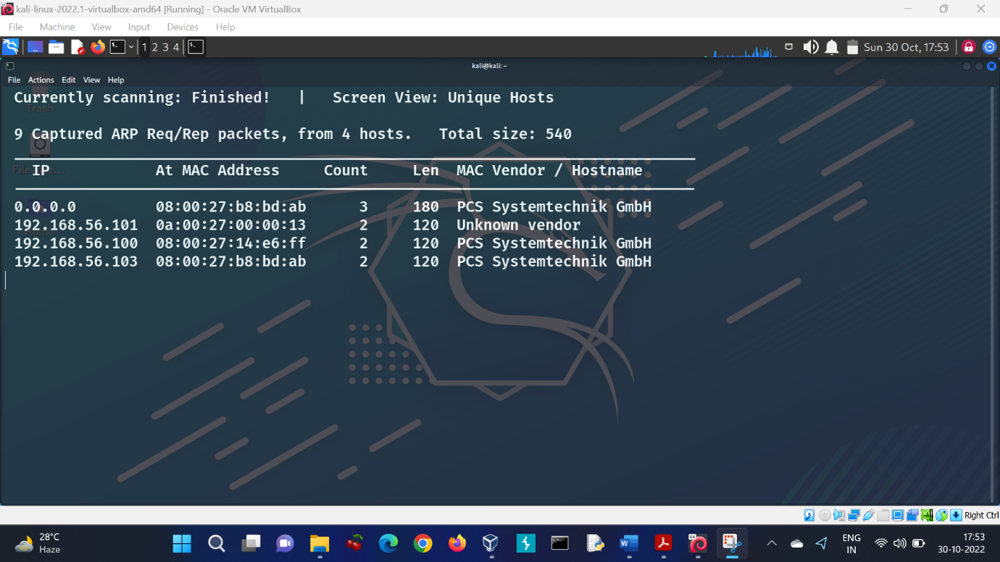 kali-linux-2022.1-virtualbox-amd64 [Running] - Oracle VM VirtualBox
File Machine View Input Devices Help
1 2 3 4 Sun 30 Oct, 17:53
kali@kali: ~
File Actions Edit View Help
Currently scanning: Finished! | Screen View: Unique Hosts
Trash
9 Captured ARP Req/Rep packets, from 4 hosts. Total size: 540
IP At MAC Address Count Len MAC Vendor / Hostname
0.0.0.0 08:00:27:b8:bd:ab 3 180 PCS Systemtechnik GmbH
192.168.56.101 0a:00:27:00:00:13 2 120 Unknown vendor
192.168.56.100 08:00:27:14:e6:ff 2 120 PCS Systemtechnik GmbH
192.168.56.103 08:00:27:b8:bd:ab 2 120 PCS Systemtechnik GmbH
Right Ctrl
28°C
Haze
ENG
IN
17:53
30-10-2022